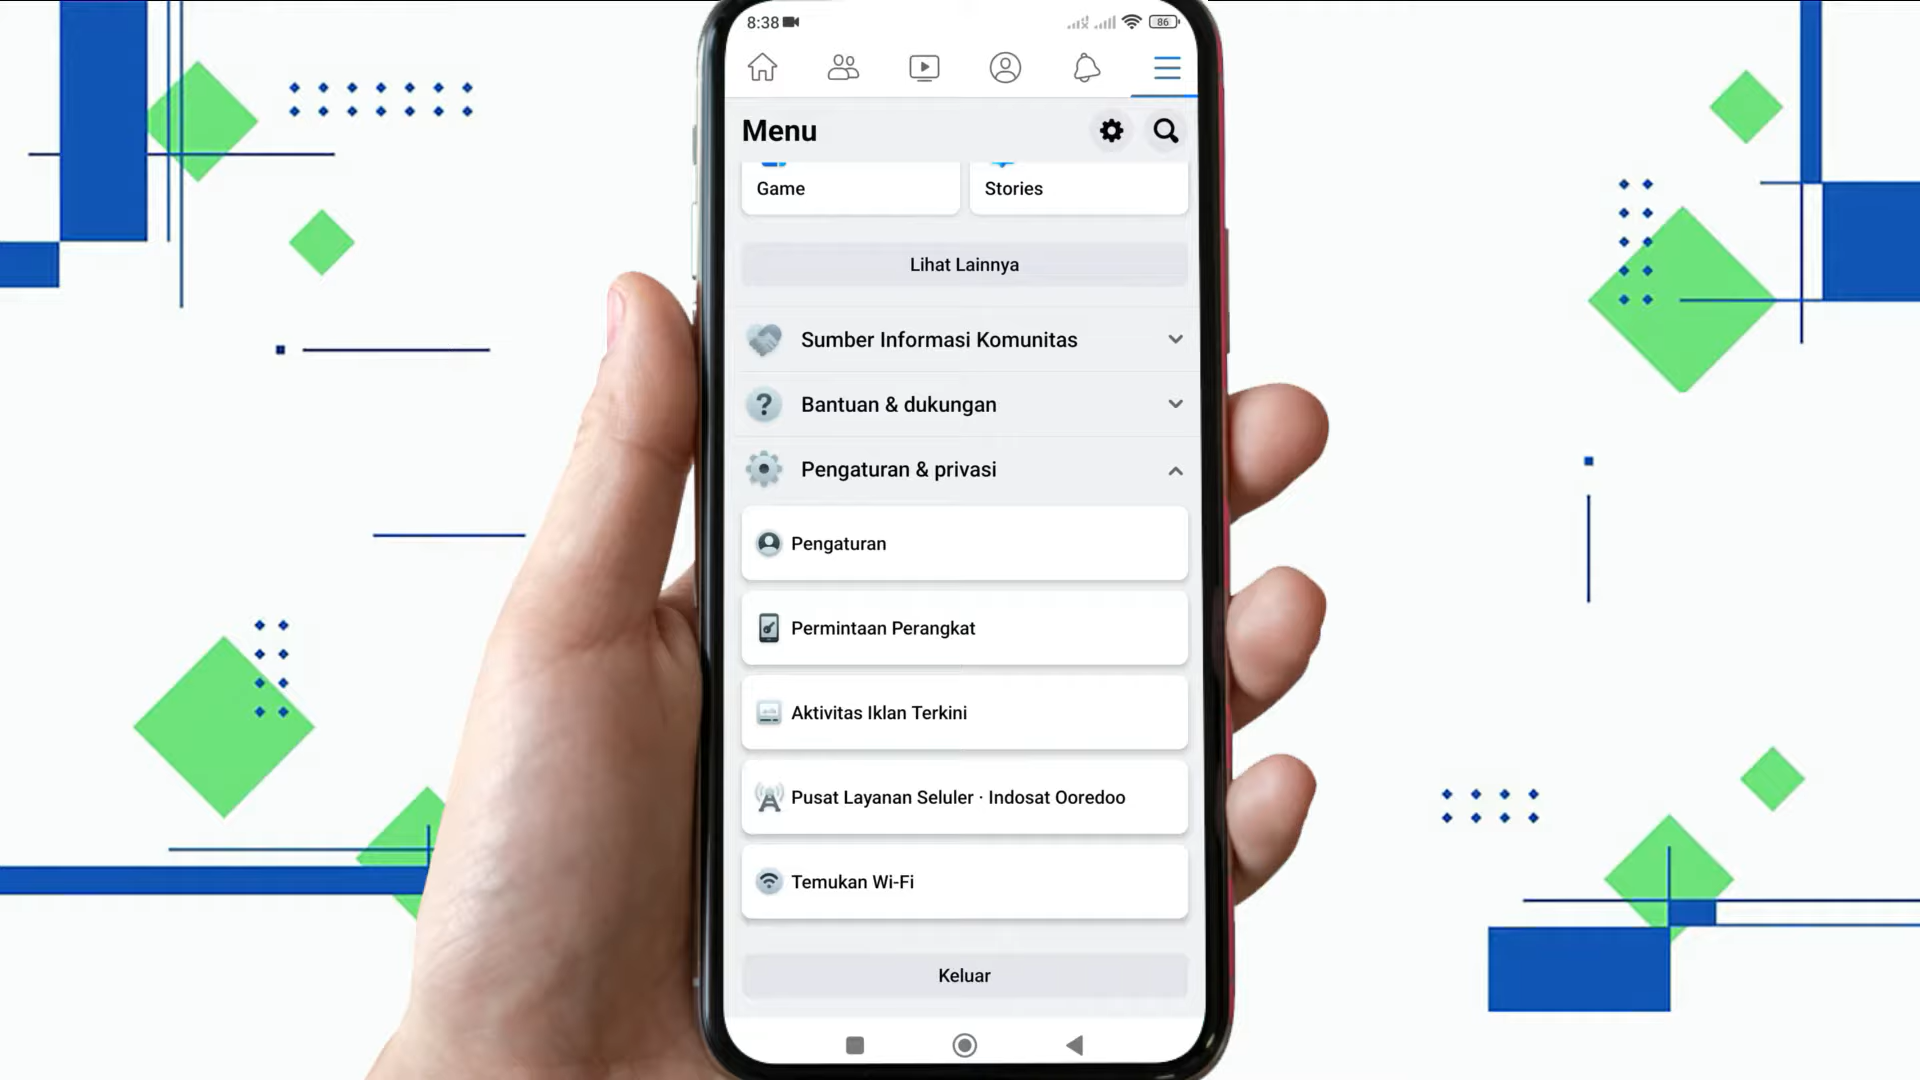 8:38
86
Menu
Game
Stories
Lihat Lainnya
Sumber Informasi Komunitas
Bantuan & dukungan
Pengaturan & privasi
Pengaturan
Permintaan Perangkat
Aktivitas Iklan Terkini
Pusat Layanan Seluler · Indosat Ooredoo
Temukan Wi-Fi
Keluar